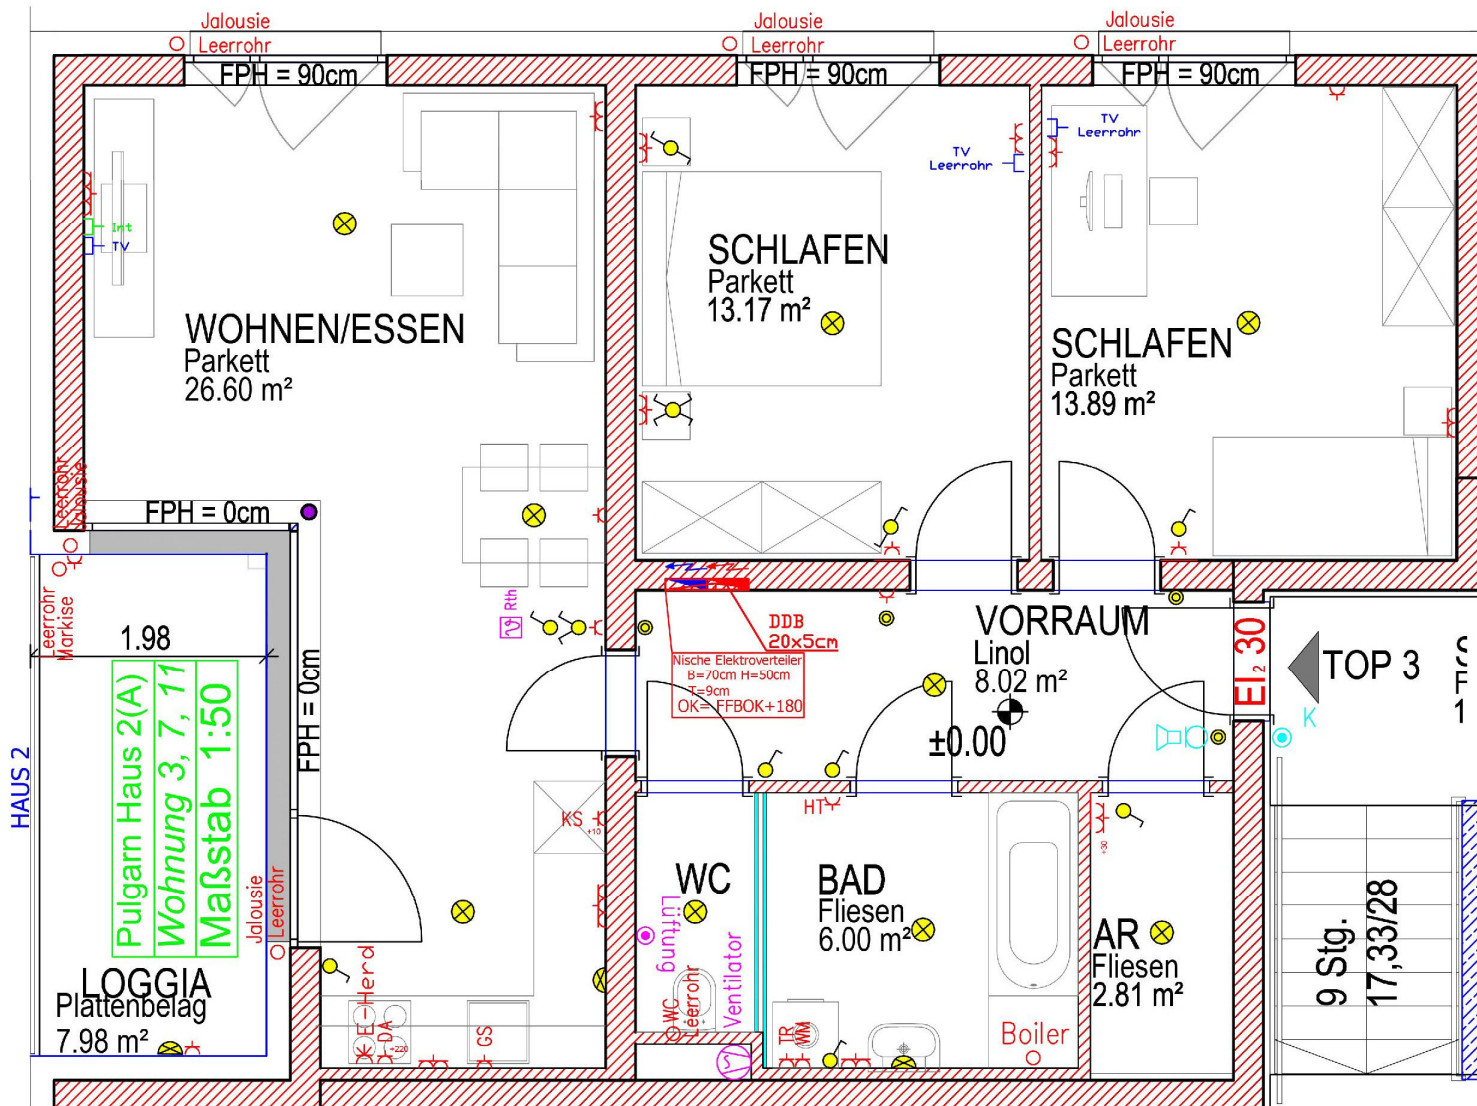 Jalousie
Leerrohr
FPH = 90cm
Jalousie
Leerrohr
FPH = 90cm
Jalousie
Leerrohr
FPH = 90cm
TV
Leerrohr
TV
Leerrohr
Int
TV
WOHNEN/ESSEN
Parkett
26.60 m²
SCHLAFEN
Parkett
13.17 m²
SCHLAFEN
Parkett
13.89 m²
Leerrohr
Jalousie
FPH = 0cm
Leerrohr
Markise
1.98
FPH = 0cm
HAUS 2
Pulgarn Haus 2(A)
Wohnung 3, 7, 11
Maßstab 1:50
Jalousie
Leerrohr
LOGGIA
Plattenbelag
7.98 m²
Rth
DDB
20x5cm
Nische Elektroverteiler
B=70cm H=50cm
T=9cm
OK= FFBOK+180
VORRAUM
Linol
8.02 m²
±0.00
EI₂ 30
TOP 3
K
KS
+10
HT
+30
WC
Lüftung
WC
Leerrohr
Ventilator
BAD
Fliesen
6.00 m²
AR
Fliesen
2.81 m²
Boiler
TR
WM
E-Herd
DA
+220
GS
9 Stg.
17,33/28